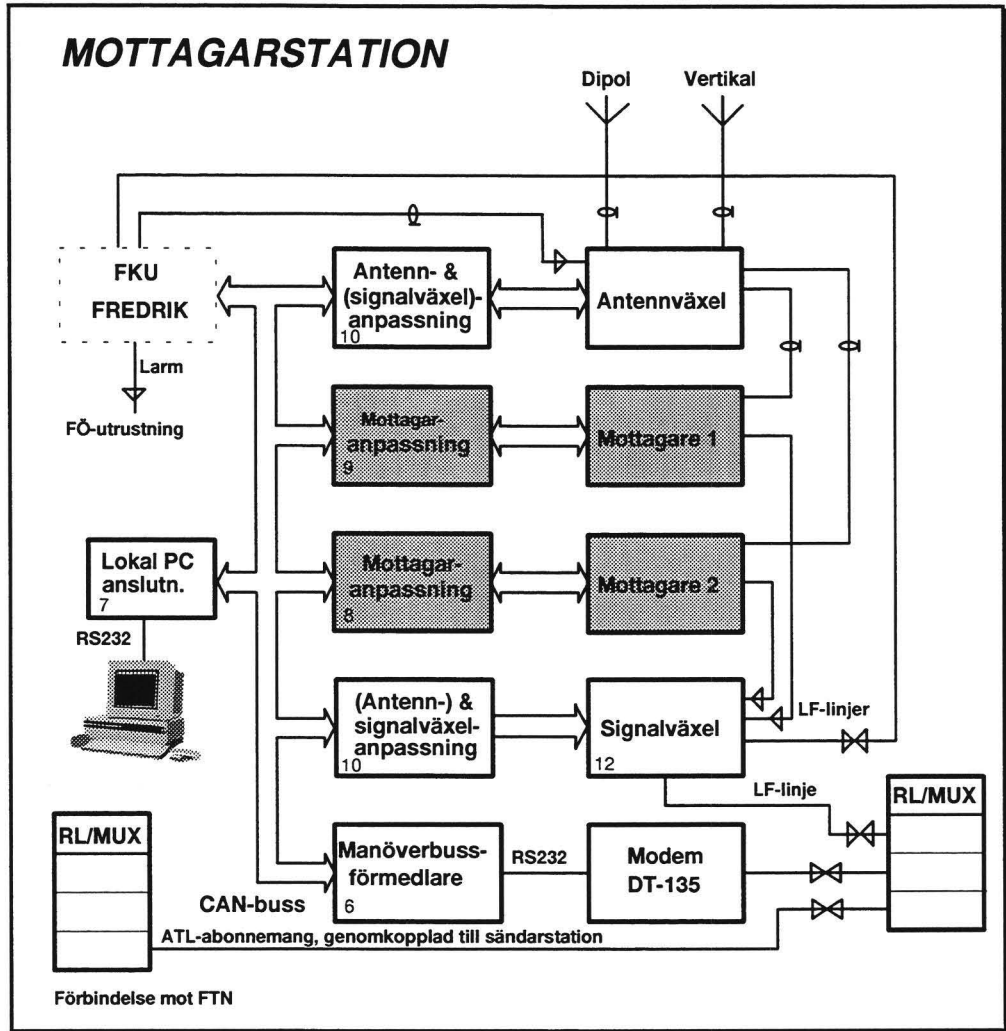 MOTTAGARSTATION
Dipol
Vertikal
FKU
FREDRIK
Antenn- &
(signalväxel)-
anpassning
10
Antennväxel
Larm
FÖ-utrustning
Mottagar-
anpassning
9
Mottagare 1
Lokal PC
anslutn.
7
Mottagar-
anpassning
8
Mottagare 2
RS232
(Antenn-) &
signalväxel-
anpassning
10
Signalväxel
12
LF-linjer
LF-linje
RL/MUX
RL/MUX
Manöverbuss-
förmedlare
6
RS232
Modem
DT-135
CAN-buss
ATL-abonnemang, genomkopplad till sändarstation
Förbindelse mot FTN